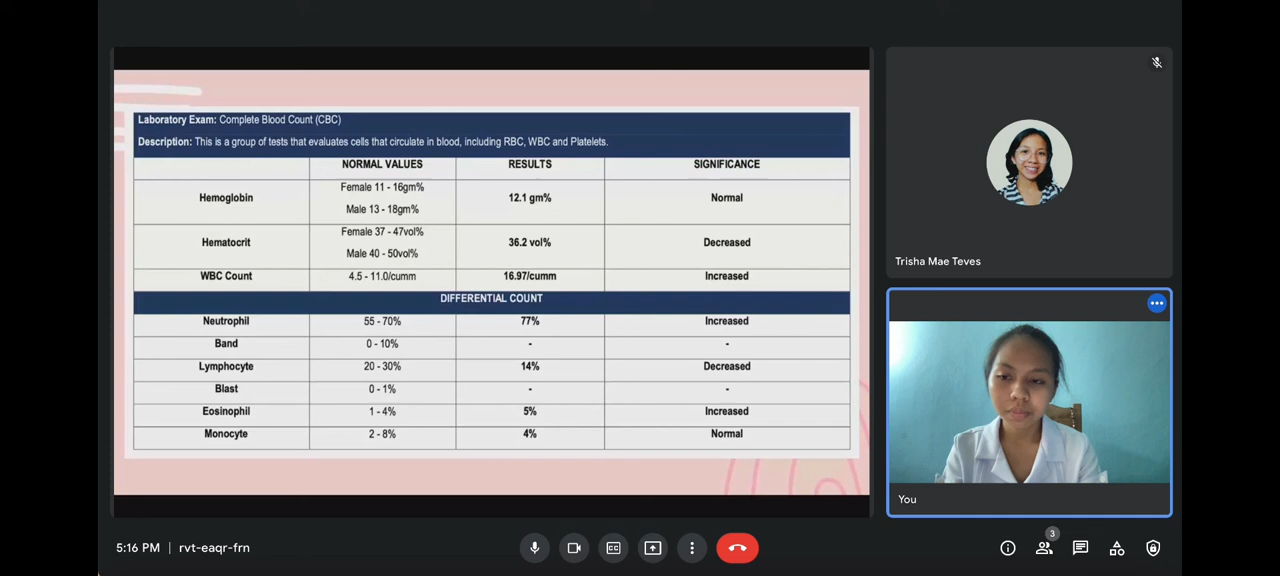 Laboratory Exam: Complete Blood Count (CBC)
Description: This is a group of tests that evaluates cells that circulate in blood, including RBC, WBC and Platelets.
NORMAL VALUES RESULTS SIGNIFICANCE
Hemoglobin Female 11 - 16gm% Male 13 - 18gm% 12.1 gm% Normal
Hematocrit Female 37 - 47vol% Male 40 - 50vol% 36.2 vol% Decreased
WBC Count 4.5 - 11.0/cumm 16.97/cumm Increased
DIFFERENTIAL COUNT
Neutrophil 55 - 70% 77% Increased
Band 0 - 10% - -
Lymphocyte 20 - 30% 14% Decreased
Blast 0 - 1% - -
Eosinophil 1 - 4% 5% Increased
Monocyte 2 - 8% 4% Normal
Trisha Mae Teves
You
5:16 PM | rvt-eaqr-frn
3